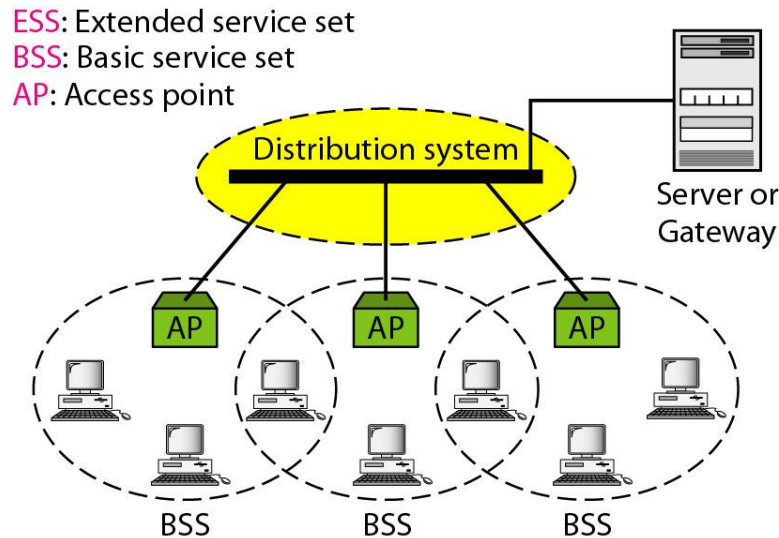 ESS: Extended service set
BSS: Basic service set
AP: Access point
Distribution system
Server or
Gateway
AP
AP
AP
BSS
BSS
BSS